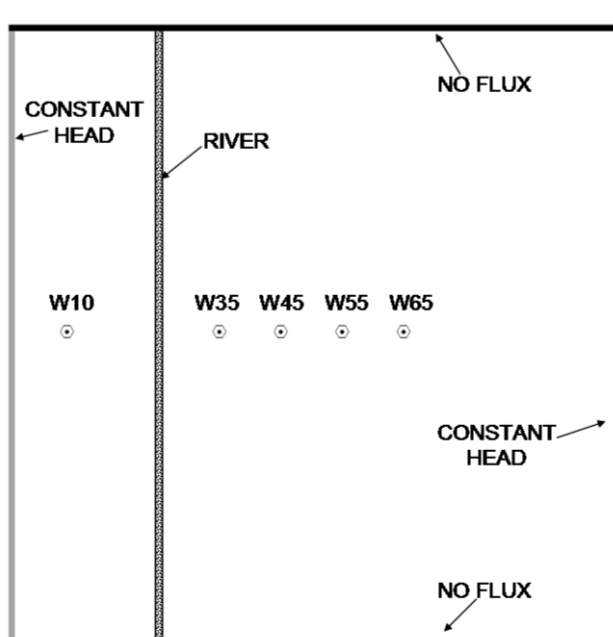 NO FLUX
CONSTANT
HEAD
RIVER
W10 W35 W45 W55 W65
CONSTANT
HEAD
NO FLUX